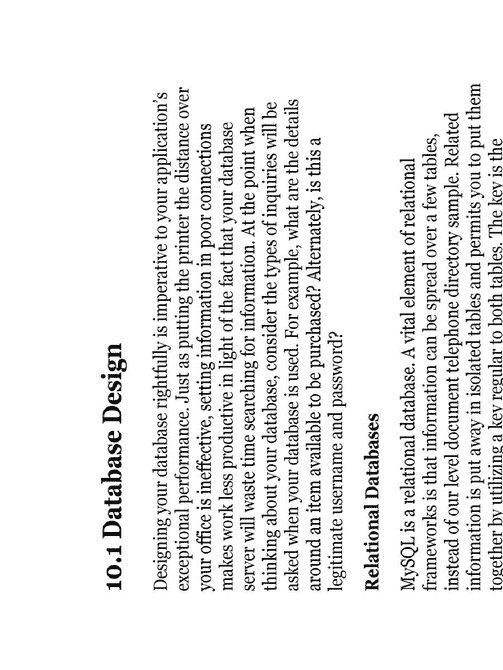 10.1 Database Design
Designing your database rightfully is imperative to your application's
exceptional performance. Just as putting the printer the distance over
your office is ineffective, setting information in poor connections
makes work less productive in light of the fact that your database
server will waste time searching for information. At the point when
thinking about your database, consider the types of inquiries will be
asked when your database is used. For example, what are the details
around an item available to be purchased? Alternately, is this a
legitimate username and password?
Relational Databases
MySQL is a relational database. A vital element of relational
frameworks is that information can be spread over a few tables,
instead of our level document telephone directory sample. Related
information is put away in isolated tables and permits you to put them
together by utilizing a key regular to both tables. The key is the